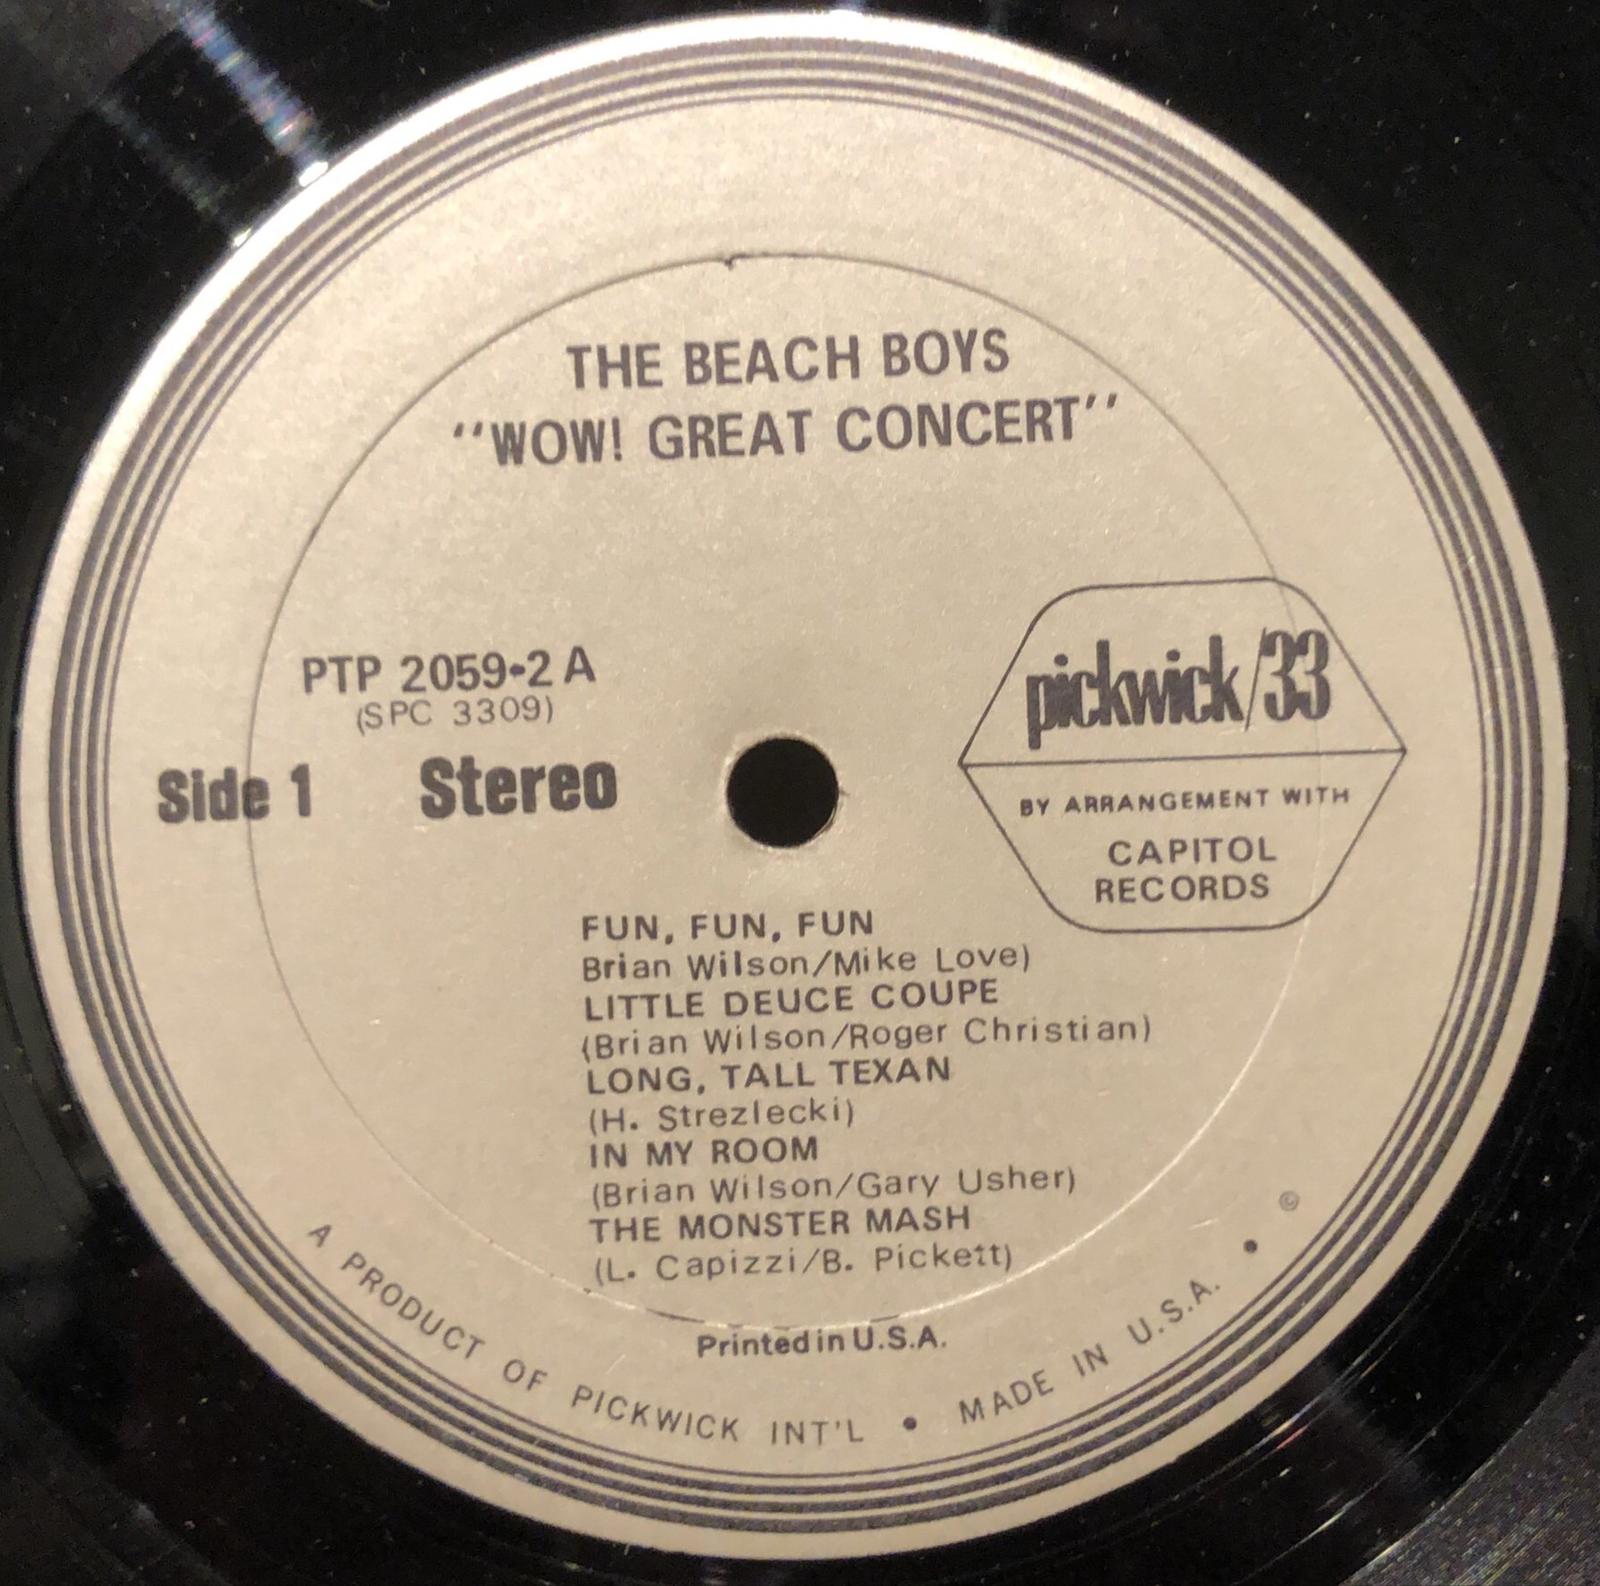 THE BEACH BOYS
"WOW! GREAT CONCERT"
PTP 2059-2 A
(SPC 3309)
Side 1 Stereo
pickwick/33
BY ARRANGEMENT WITH
CAPITOL
RECORDS
FUN, FUN, FUN
Brian Wilson/Mike Love)
LITTLE DEUCE COUPE
(Brian Wilson/Roger Christian)
LONG, TALL TEXAN
(H. Strezlecki)
IN MY ROOM
(Brian Wilson/Gary Usher)
THE MONSTER MASH
(L. Capizzi/B. Pickett)
Printed in U.S.A.
A PRODUCT OF PICKWICK INT'L • MADE IN U.S.A. • ©